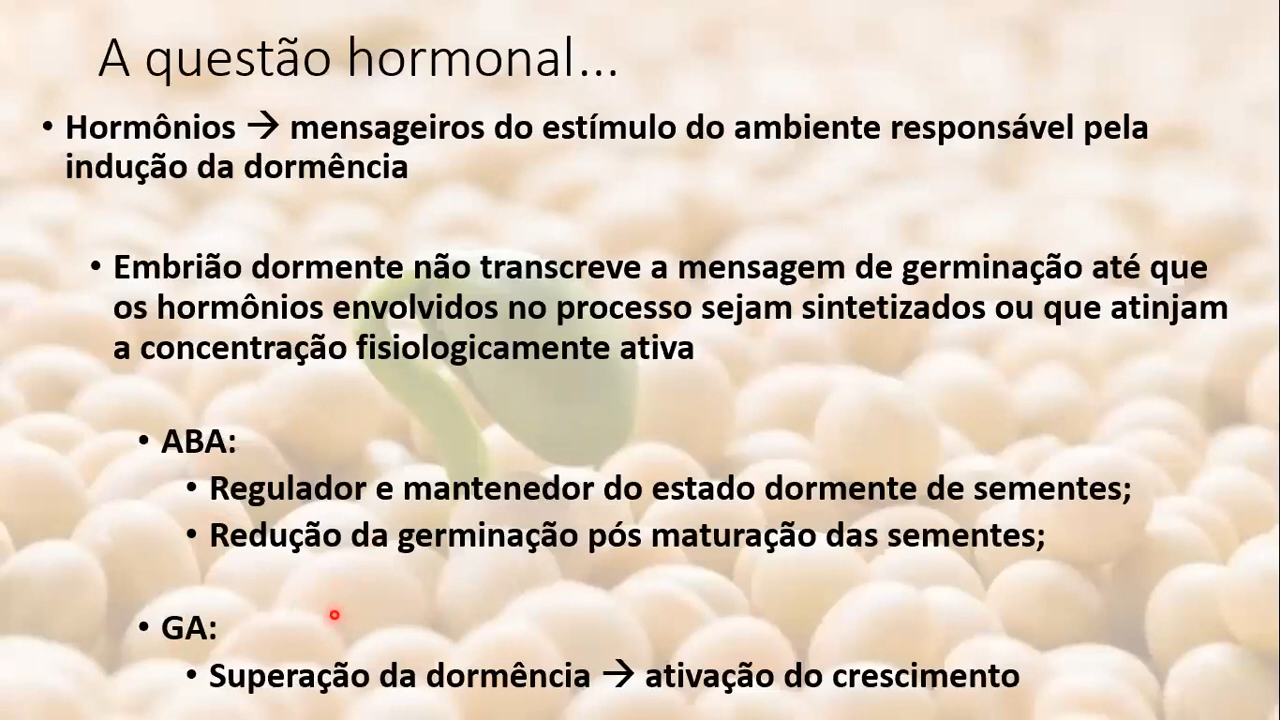 A questão hormonal...
• Hormônios → mensageiros do estímulo do ambiente responsável pela
indução da dormência
• Embrião dormente não transcreve a mensagem de germinação até que
os hormônios envolvidos no processo sejam sintetizados ou que atinjam
a concentração fisiologicamente ativa
• ABA:
• Regulador e mantenedor do estado dormente de sementes;
• Redução da germinação pós maturação das sementes;
• GA:
• Superação da dormência → ativação do crescimento